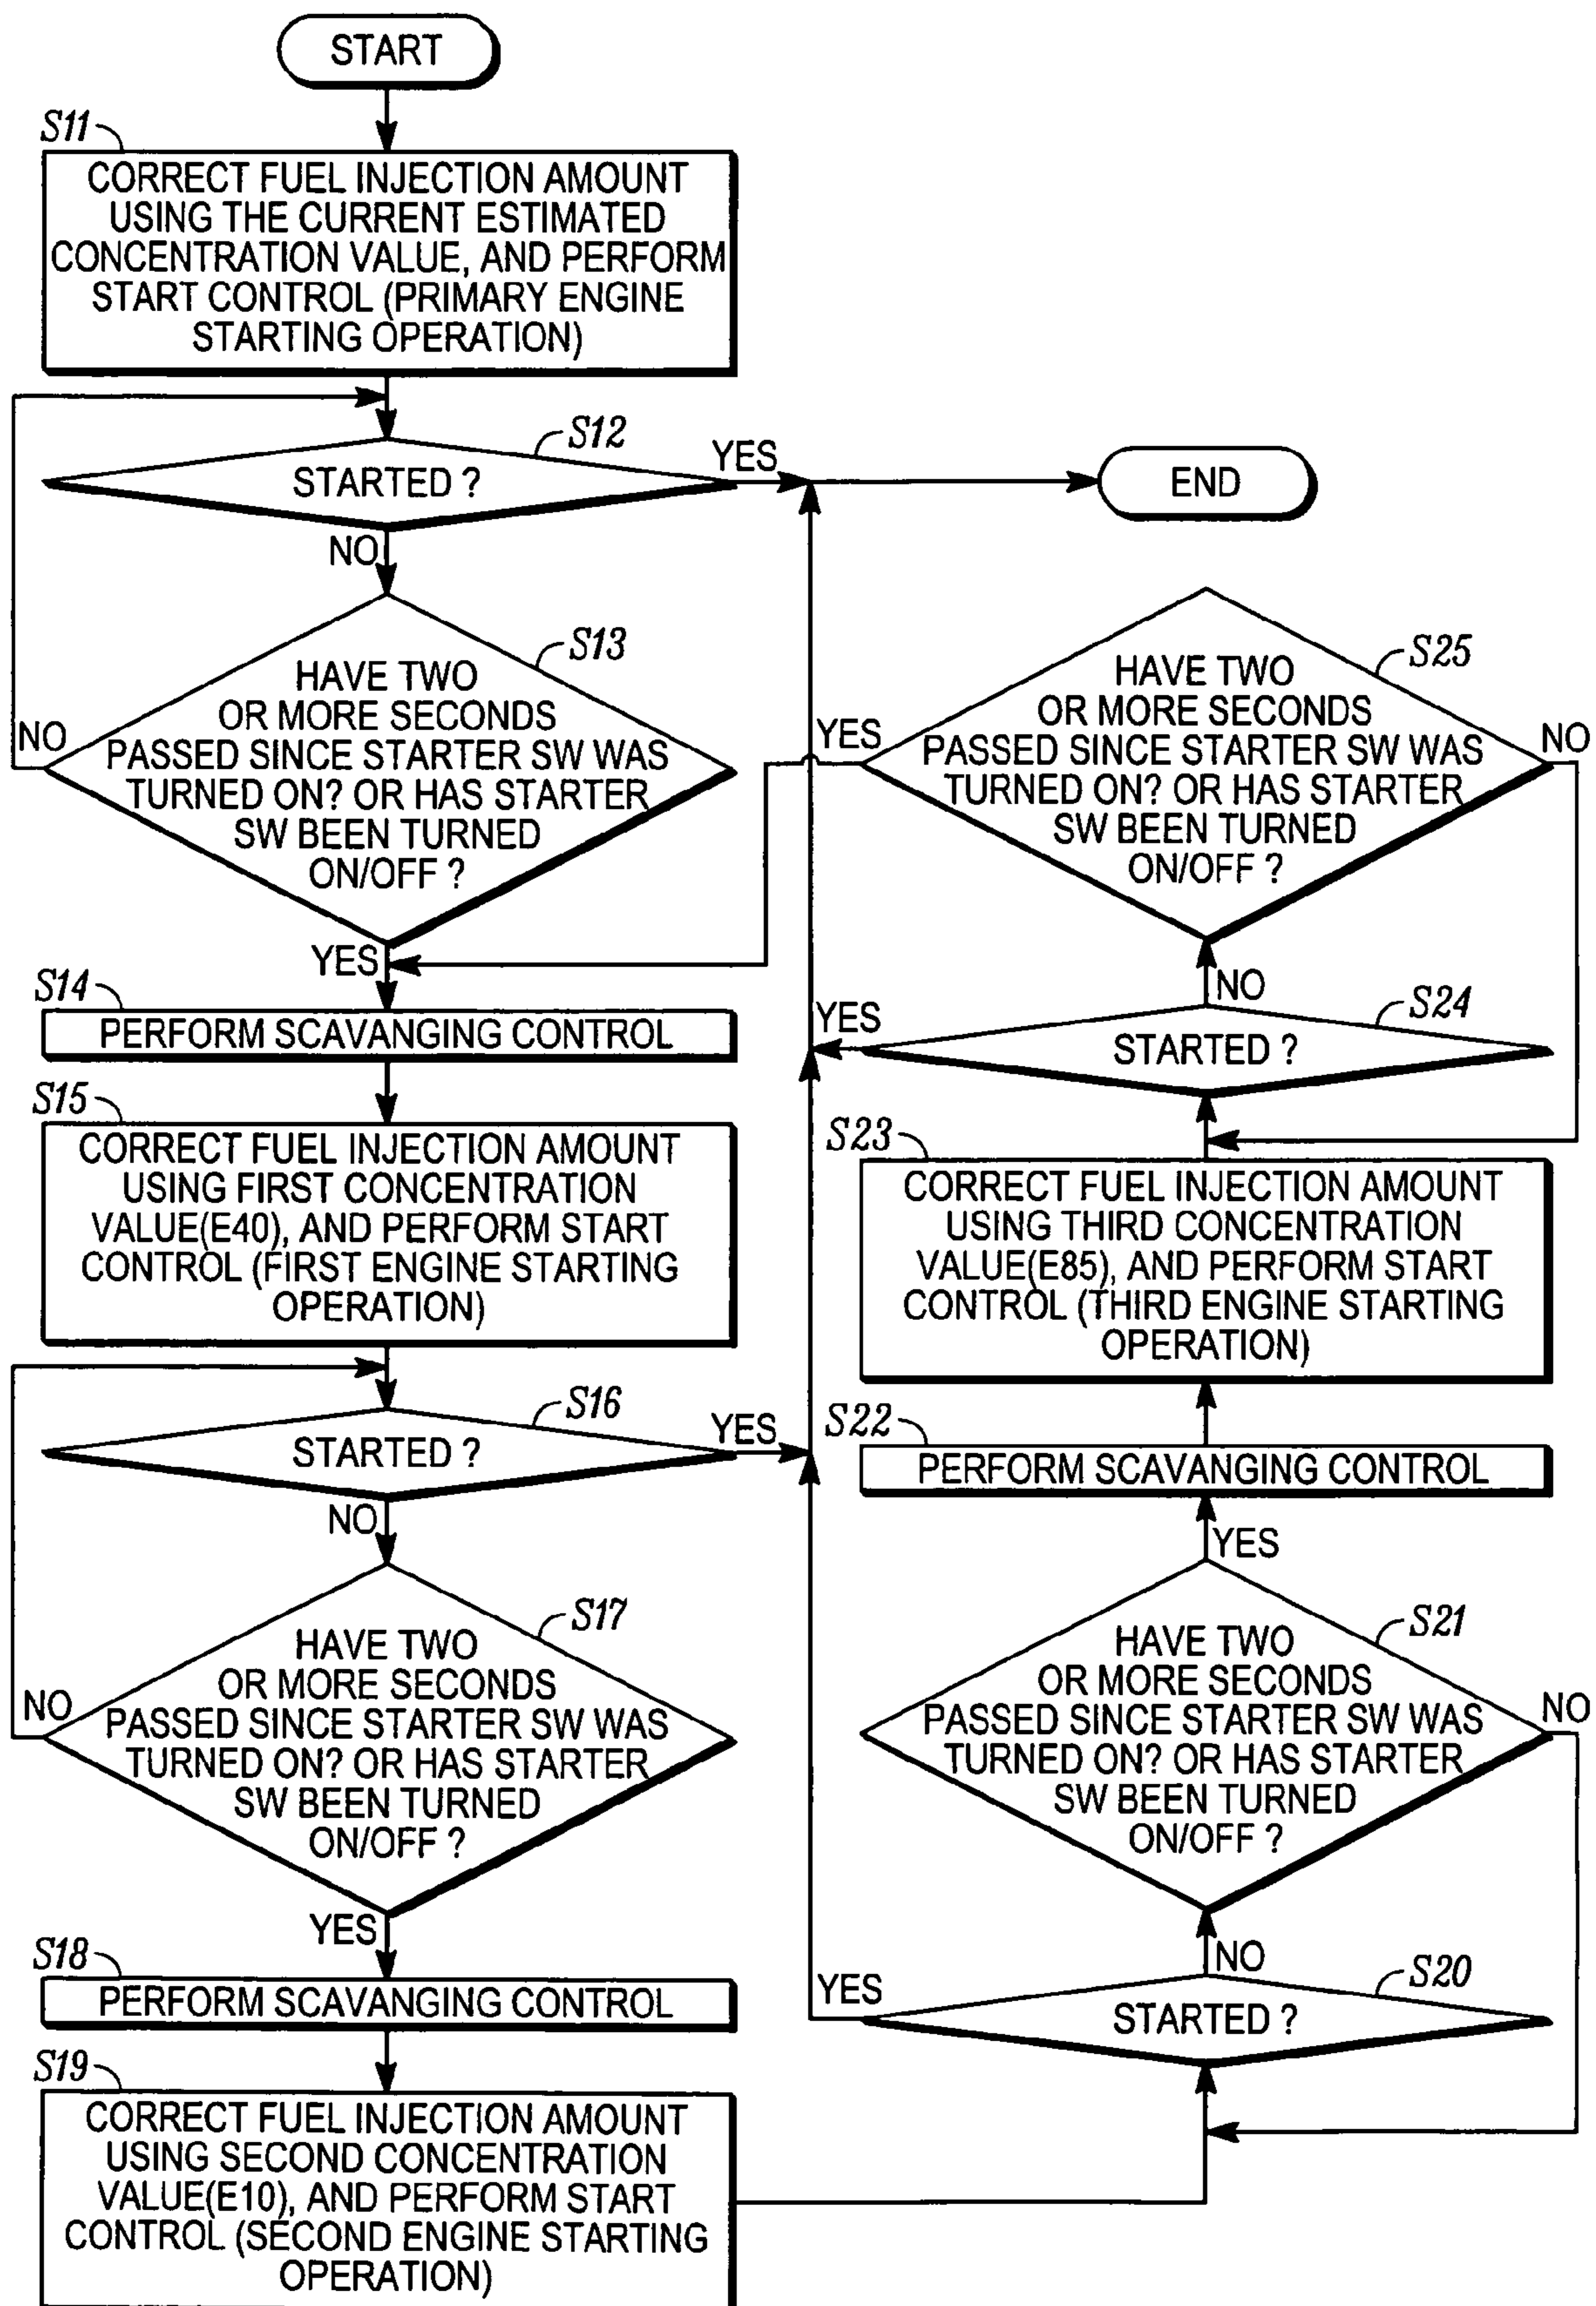 START
S11
CORRECT FUEL INJECTION AMOUNT
USING THE CURRENT ESTIMATED
CONCENTRATION VALUE, AND PERFORM
START CONTROL (PRIMARY ENGINE
STARTING OPERATION)
S12
STARTED ?
YES
NO
END
S13
HAVE TWO
OR MORE SECONDS
PASSED SINCE STARTER SW WAS
TURNED ON? OR HAS STARTER
SW BEEN TURNED
ON/OFF ?
NO
YES
S14
PERFORM SCAVANGING CONTROL
S15
CORRECT FUEL INJECTION AMOUNT
USING FIRST CONCENTRATION
VALUE(E40), AND PERFORM START
CONTROL (FIRST ENGINE STARTING
OPERATION)
S16
STARTED ?
YES
NO
S17
HAVE TWO
OR MORE SECONDS
PASSED SINCE STARTER SW WAS
TURNED ON? OR HAS STARTER
SW BEEN TURNED
ON/OFF ?
NO
YES
S18
PERFORM SCAVANGING CONTROL
S19
CORRECT FUEL INJECTION AMOUNT
USING SECOND CONCENTRATION
VALUE(E10), AND PERFORM START
CONTROL (SECOND ENGINE STARTING
OPERATION)
S25
HAVE TWO
OR MORE SECONDS
PASSED SINCE STARTER SW WAS
TURNED ON? OR HAS STARTER
SW BEEN TURNED
ON/OFF ?
YES
NO
NO
S24
STARTED ?
YES
S23
CORRECT FUEL INJECTION AMOUNT
USING THIRD CONCENTRATION
VALUE(E85), AND PERFORM START
CONTROL (THIRD ENGINE STARTING
OPERATION)
S22
PERFORM SCAVANGING CONTROL
YES
S21
HAVE TWO
OR MORE SECONDS
PASSED SINCE STARTER SW WAS
TURNED ON? OR HAS STARTER
SW BEEN TURNED
ON/OFF ?
NO
NO
S20
STARTED ?
YES